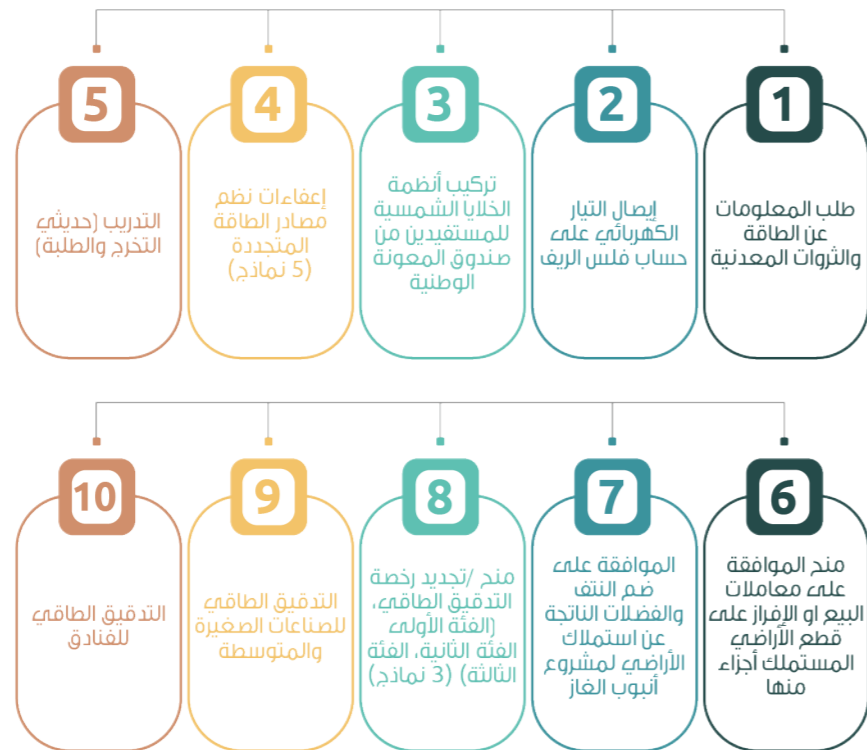 1
طلب المعلومات
عن الطاقة
والثروات المعدنية
2
إيصال التيار
الكهربائي على
حساب فلس الريف
3
تركيب أنظمة
الخلايا الشمسية
للمستفيدين من
صندوق المعونة
الوطنية
4
إعفاءات نظم
مصادر الطاقة
المتجددة
(5 نماذج)
5
التدريب (حديثي
التخرج والطلبة)
6
منح الموافقة
على معاملات
البيع او الإفراز على
قطع الأراضي
المستملك أجزاء
منها
7
الموافقة على
ضم النتف
والفضلات الناتجة
عن استملاك
الأراضي لمشروع
أنبوب الغاز
8
منح /تجديد رخصة
التدقيق الطاقي،
(الفئة الأولى
الفئة الثانية، الفئة
الثالثة) (3 نماذج)
9
التدقيق الطاقي
للصناعات الصغيرة
والمتوسطة
10
التدقيق الطاقي
للفنادق